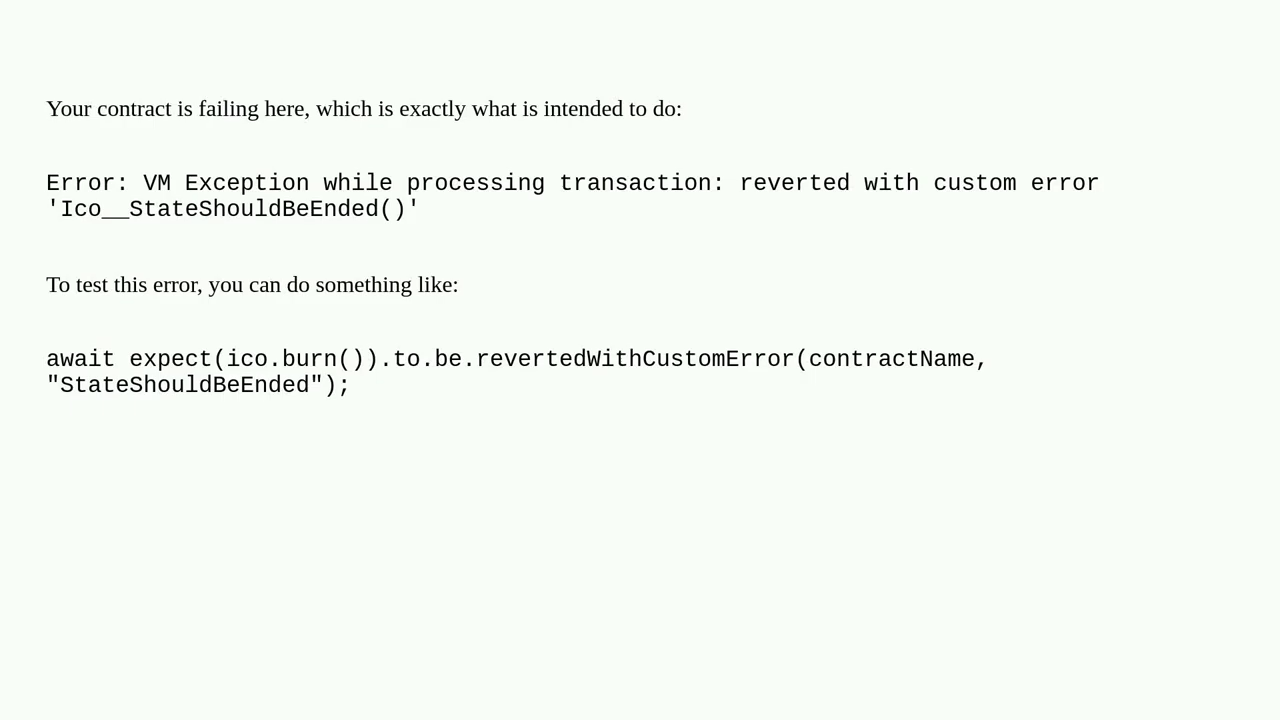 Your contract is failing here, which is exactly what is intended to do:
Error: VM Exception while processing transaction: reverted with custom error
'Ico__StateShouldBeEnded()'
To test this error, you can do something like:
await expect(ico.burn()).to.be.revertedWithCustomError(contractName,
"StateShouldBeEnded");